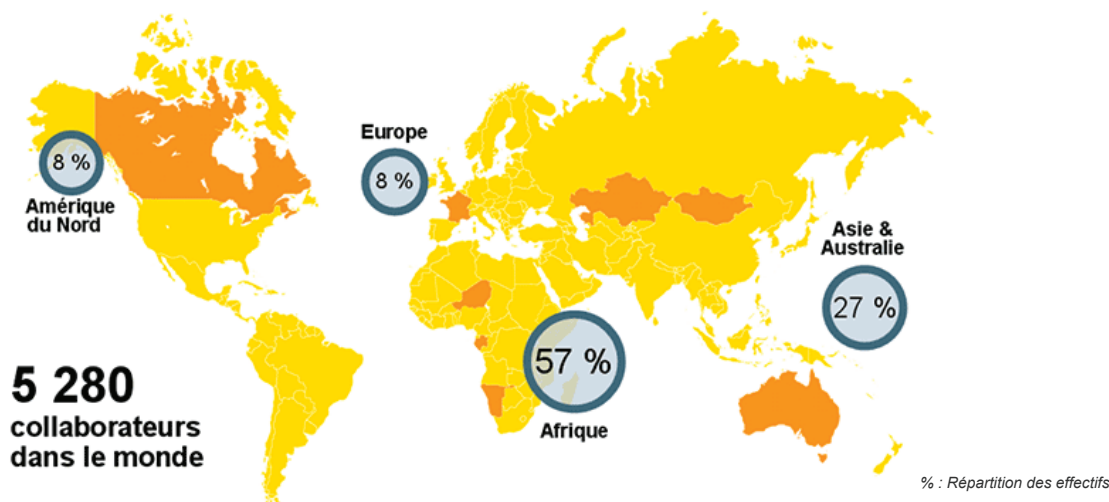 Europe
8 %
8 %
Amérique
du Nord
Asie &
Australie
27 %
57 %
Afrique
5 280
collaborateurs
dans le monde
% : Répartition des effectifs